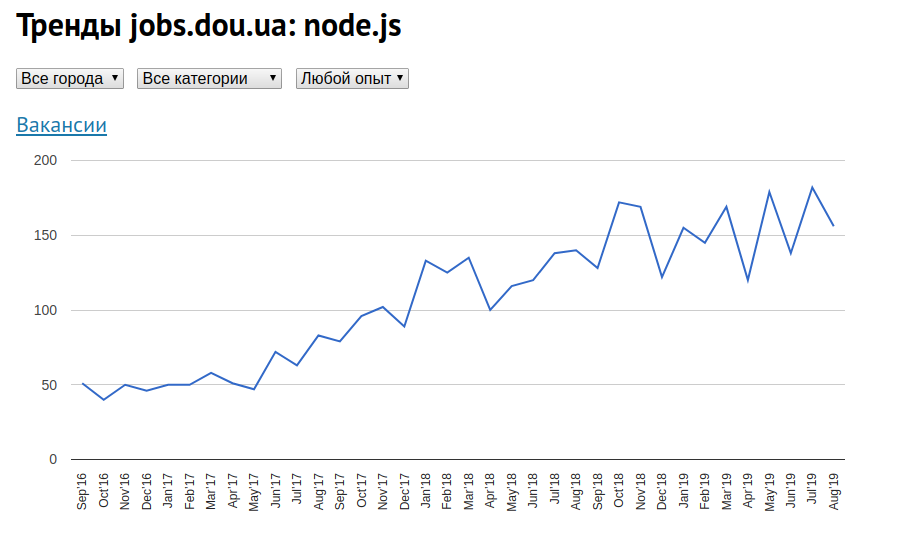 Тренды jobs.dou.ua: node.js
Все города Все категории Любой опыт
Вакансии
200
150
100
50
0
Sep'16 Oct'16 Nov'16 Dec'16 Jan'17 Feb'17 Mar'17 Apr'17 May'17 Jun'17 Jul'17 Aug'17 Sep'17 Oct'17 Nov'17 Dec'17 Jan'18 Feb'18 Mar'18 Apr'18 May'18 Jun'18 Jul'18 Aug'18 Sep'18 Oct'18 Nov'18 Dec'18 Jan'19 Feb'19 Mar'19 Apr'19 May'19 Jun'19 Jul'19 Aug'19